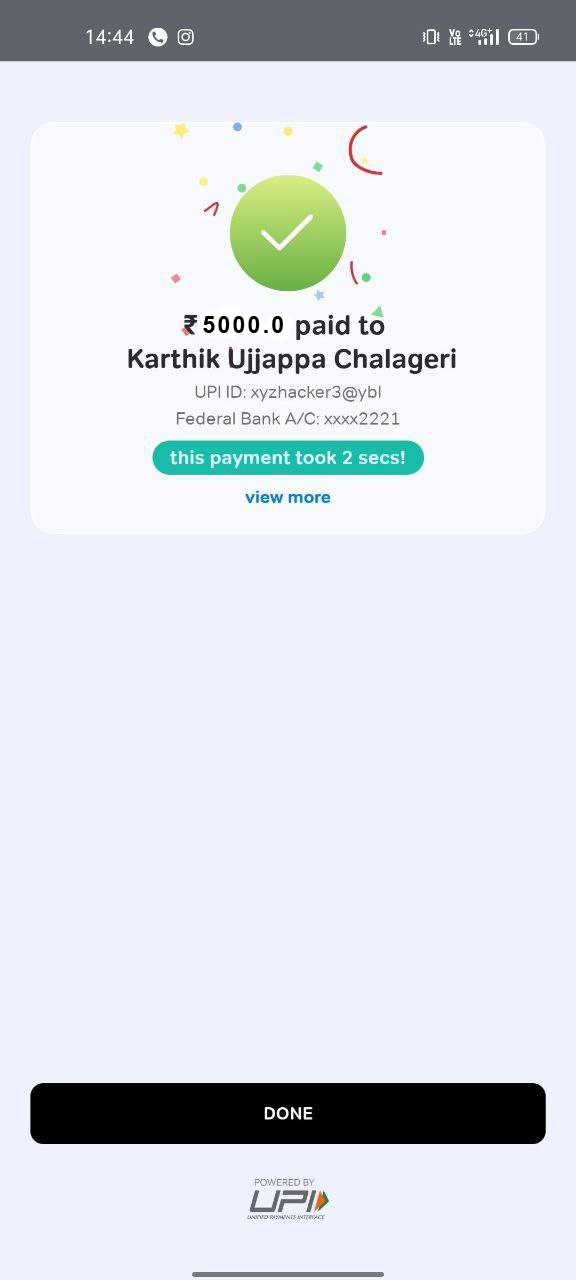 14:44
Vo LTE 4G+ 41
₹5000.0 paid to
Karthik Ujjappa Chalageri
UPI ID: xyzhacker3@ybl
Federal Bank A/C: xxxx2221
this payment took 2 secs!
view more
DONE
POWERED BY
UPI
UNIFIED PAYMENTS INTERFACE